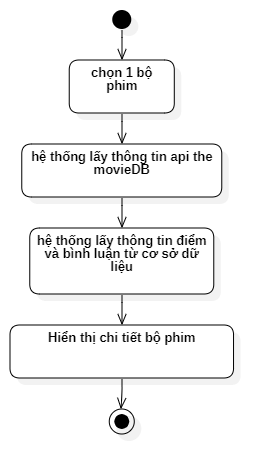 chọn 1 bộ
phim
hệ thống lấy thông tin api the
movieDB
hệ thống lấy thông tin điểm
và bình luận từ cơ sở dữ
liệu
Hiển thị chi tiết bộ phim